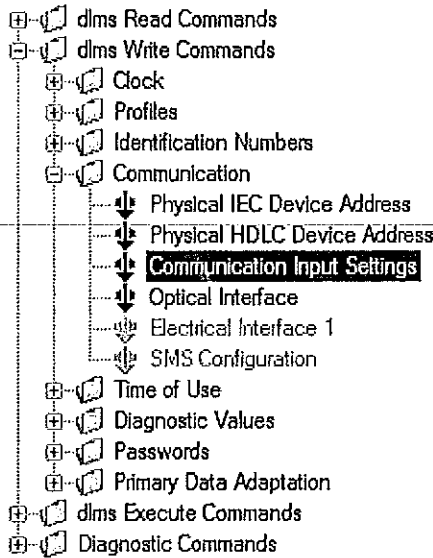 dlms Read Commands
dlms Write Commands
Clock
Profiles
Identification Numbers
Communication
Physical IEC Device Address
Physical HDLC Device Address
Communication Input Settings
Optical Interface
Electrical Interface 1
SMS Configuration
Time of Use
Diagnostic Values
Passwords
Primary Data Adaptation
dlms Execute Commands
Diagnostic Commands